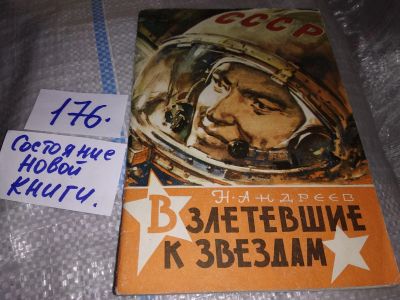 176.
Состояние
новой
книги.
СССР
Н. АНДРЕЕВ
ВЗЛЕТЕВШИЕ
К ЗВЕЗДАМ